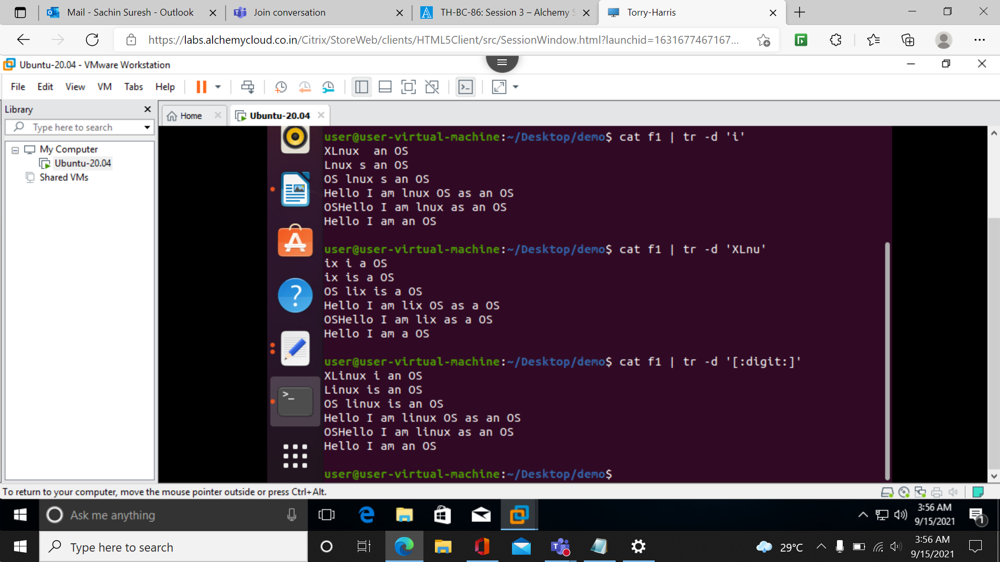 Mail - Sachin Suresh - Outlook
Join conversation
TH-BC-86: Session 3 – Alchemy S
Torry-Harris
https://labs.alchemycloud.co.in/Citrix/StoreWeb/clients/HTML5Client/src/SessionWindow.html?launchid=1631677467167...
Ubuntu-20.04 - VMware Workstation
File Edit View VM Tabs Help
Library
Home
Ubuntu-20.04
Type here to search
My Computer
Ubuntu-20.04
Shared VMs
user@user-virtual-machine:~/Desktop/demo$ cat f1 | tr -d 'i'
XLnux  an OS
Lnux s an OS
OS lnux s an OS
Hello I am lnux OS as an OS
OSHello I am lnux as an OS
Hello I am an OS
user@user-virtual-machine:~/Desktop/demo$ cat f1 | tr -d 'XLnu'
ix i a OS
ix is a OS
OS lix is a OS
Hello I am lix OS as a OS
OSHello I am lix as a OS
Hello I am a OS
user@user-virtual-machine:~/Desktop/demo$ cat f1 | tr -d '[:digit:]'
XLinux i an OS
Linux is an OS
OS linux is an OS
Hello I am linux OS as an OS
OSHello I am linux as an OS
Hello I am an OS
user@user-virtual-machine:~/Desktop/demo$
To return to your computer, move the mouse pointer outside or press Ctrl+Alt.
Ask me anything
3:56 AM
9/15/2021
1
Type here to search
29°C
3:56 AM
9/15/2021